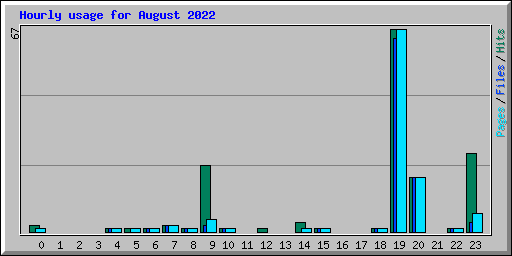 Hourly usage for August 2022
67
Pages/Files/Hits
0 1 2 3 4 5 6 7 8 9 10 11 12 13 14 15 16 17 18 19 20 21 22 23